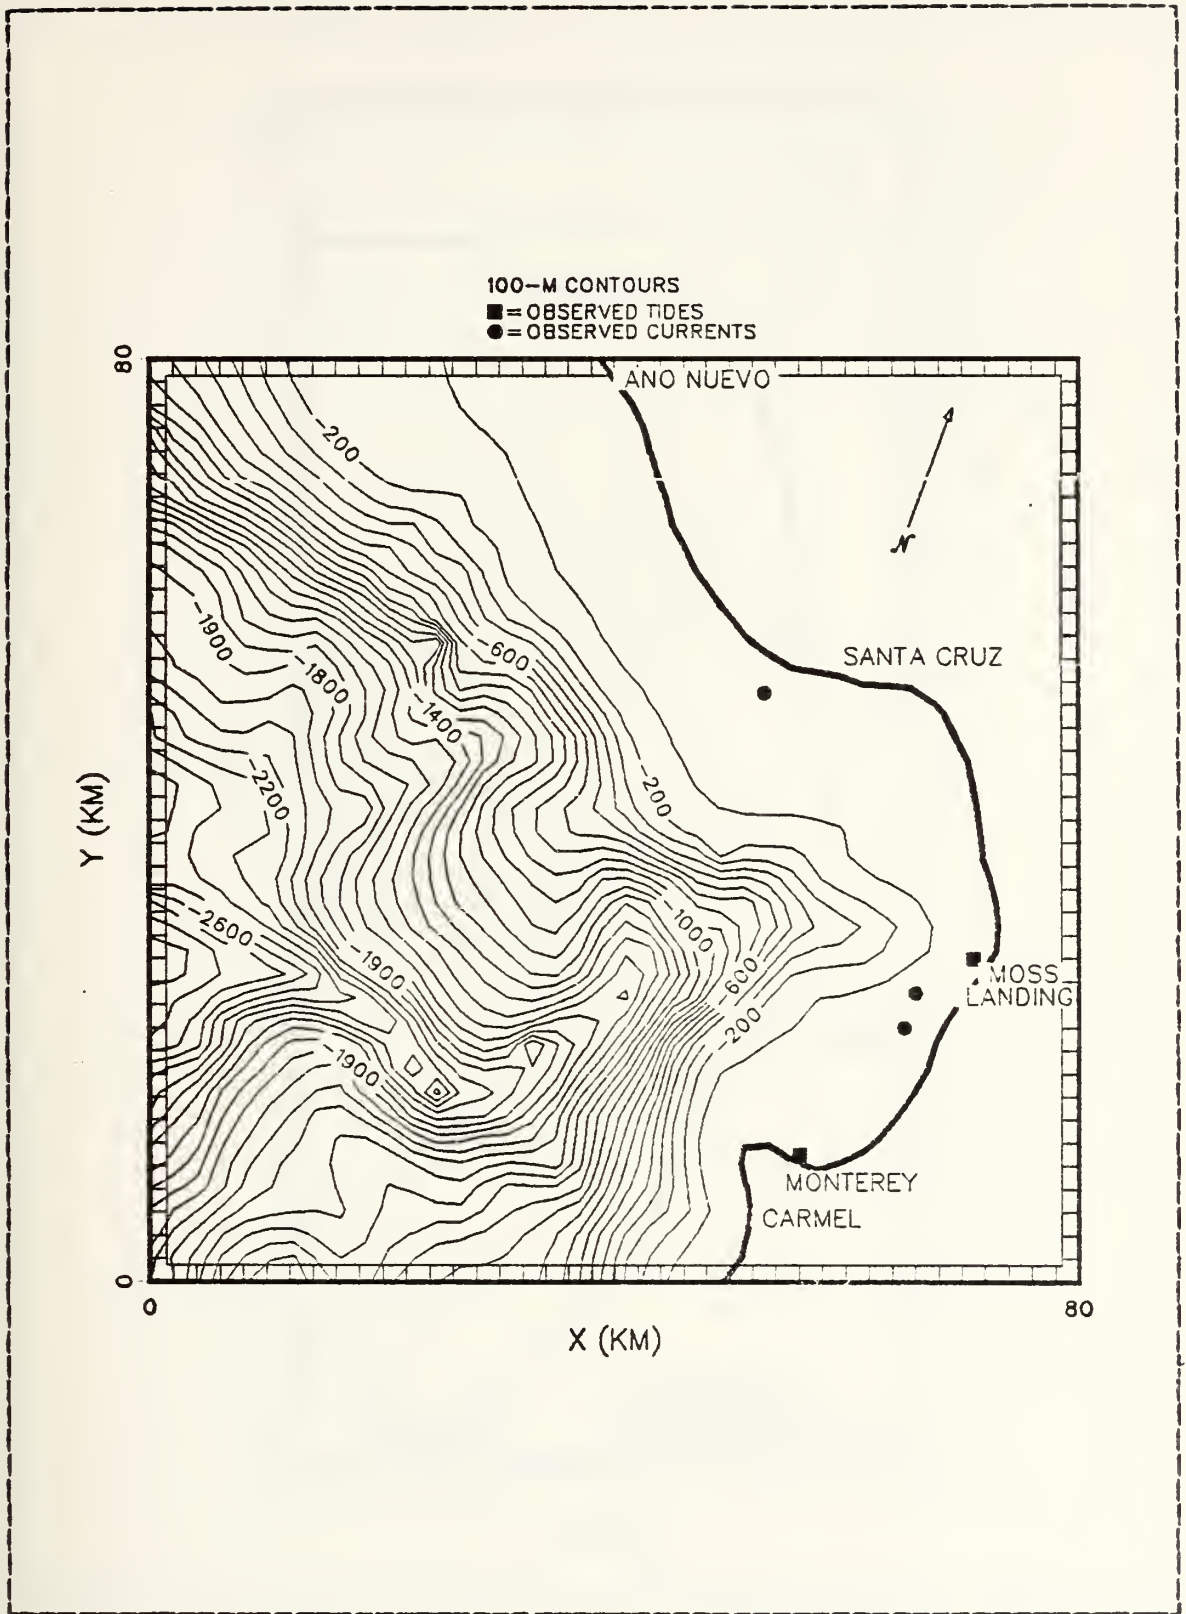 100-M CONTOURS
■ = OBSERVED TIDES
● = OBSERVED CURRENTS
80
ANO NUEVO
-200
N
-600
SANTA CRUZ
-1900
-1800
-1400
-2200
-200
Y (KM)
-2600
-1000
-1900
-600
MOSS
LANDING
-200
-1900
MONTEREY
CARMEL
0
0
80
X (KM)